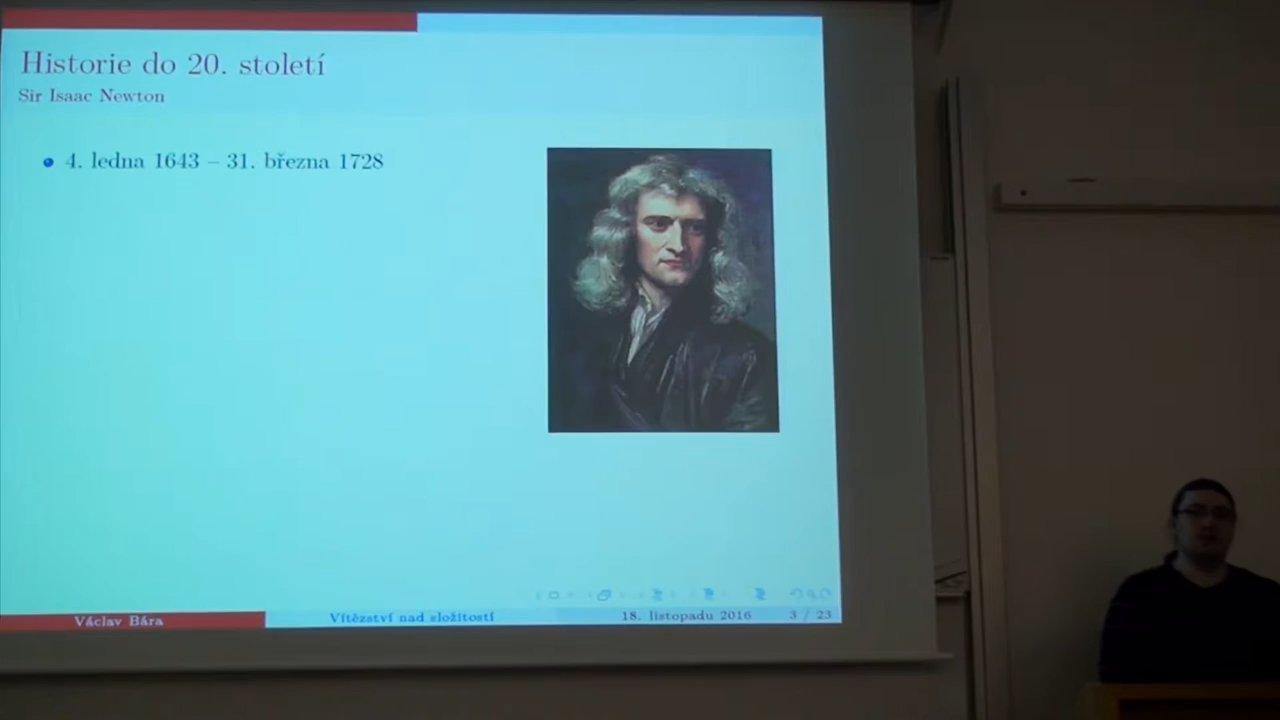 Historie do 20. století
Sir Isaac Newton
4. ledna 1643 – 31. března 1728
Václav Bára
Vítězství nad složitostí
18. listopadu 2016
3 / 23